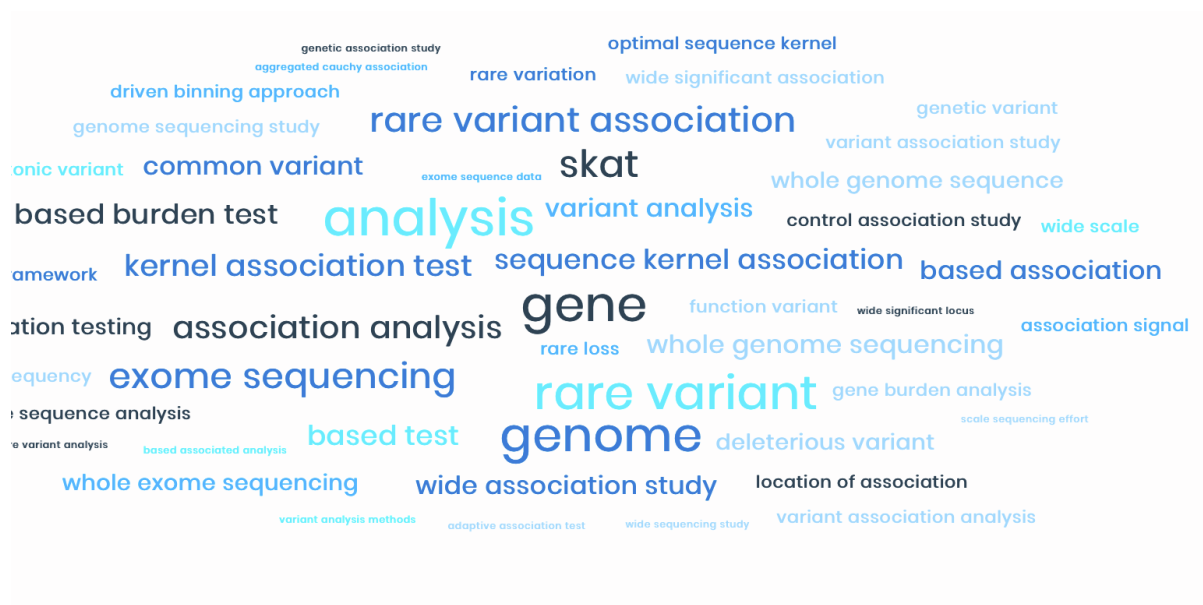 genetic association study
optimal sequence kernel
aggregated cauchy association
rare variation
wide significant association
driven binning approach
genetic variant
genome sequencing study
rare variant association
variant association study
onic variant
common variant
exome sequence data
skat
whole genome sequence
based burden test
analysis
variant analysis
control association study
wide scale
amework
kernel association test
sequence kernel association
based association
ation testing
association analysis
gene
function variant
wide significant locus
association signal
rare loss
whole genome sequencing
equency
exome sequencing
rare variant
gene burden analysis
sequence analysis
scale sequencing effort
e variant analysis
based associated analysis
based test
genome
deleterious variant
whole exome sequencing
wide association study
location of association
variant analysis methods
adaptive association test
wide sequencing study
variant association analysis